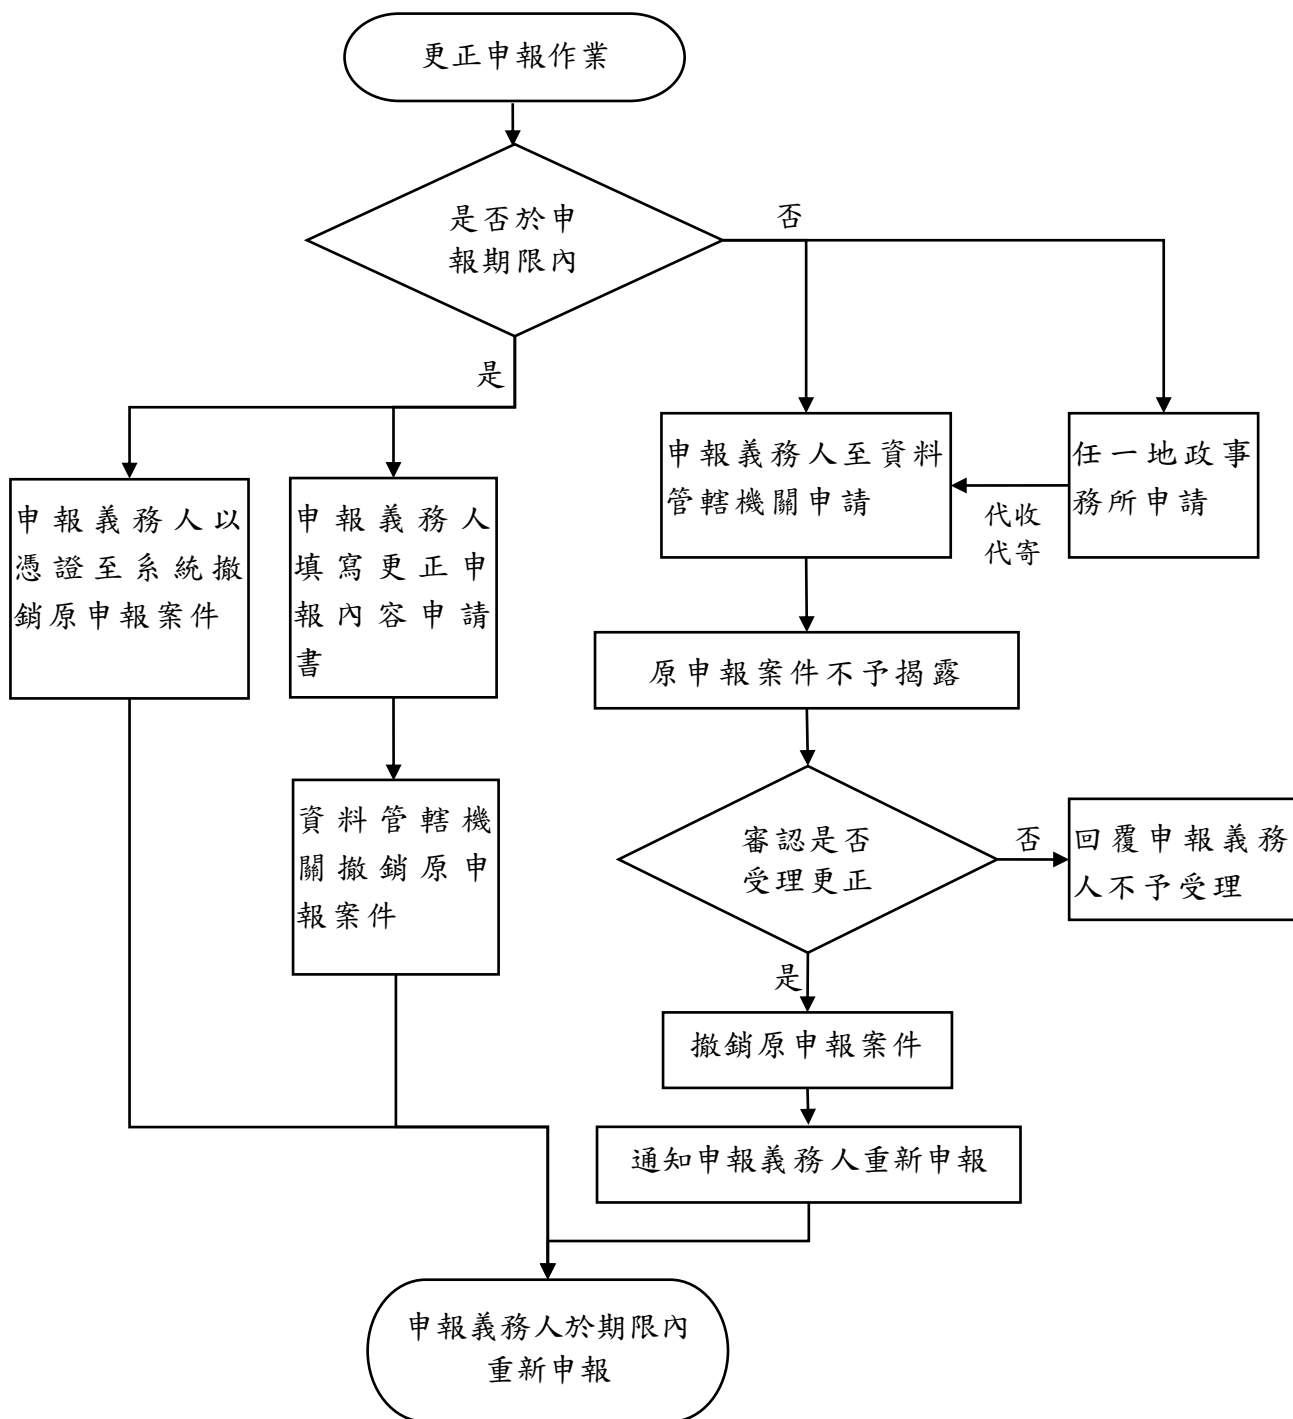 更正申報作業
是否於申
報期限內
否
是
申報義務人以
憑證至系統撤
銷原申報案件
申報義務人
填寫更正申
報內容申請
書
申報義務人至資料
管轄機關申請
任一地政事
務所申請
代收
代寄
原申報案件不予揭露
資料管轄機
關撤銷原申
報案件
審認是否
受理更正
否
回覆申報義務
人不予受理
是
撤銷原申報案件
通知申報義務人重新申報
申報義務人於期限內
重新申報